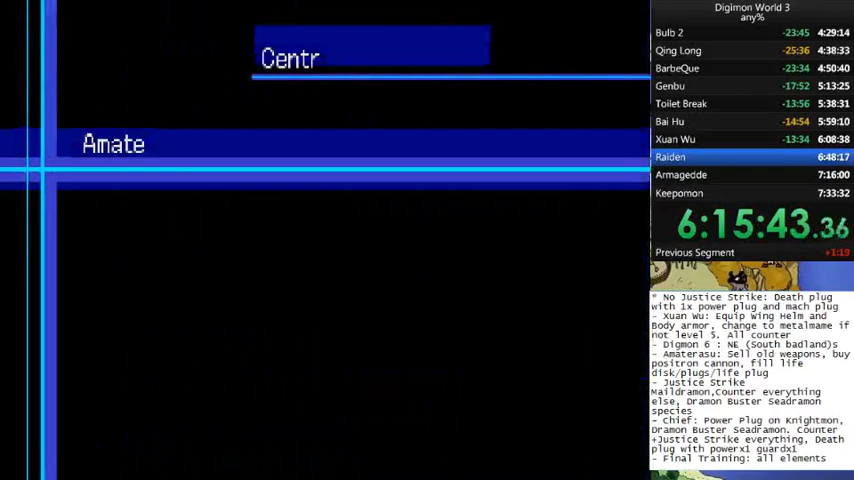 Centr
Amate
Digimon World 3
any%
Bulb 2 -23:45 4:29:14
Qing Long -25:36 4:38:33
BarbeQue -23:34 4:50:40
Genbu -17:52 5:13:25
Toilet Break -13:56 5:38:31
Bai Hu -14:54 5:59:10
Xuan Wu -13:34 6:08:38
Raiden 6:48:17
Armagedde 7:16:00
Keepomon 7:33:32
6:15:43.36
Previous Segment +1:19
* No Justice Strike: Death plug
with 1x power plug and mach plug
- Xuan Wu: Equip Wing Helm and
Body armor, change to metalmame if
not level 5. All counter
- Digmon 6 : NE (South badland)s
- Amaterasu: Sell old weapons, buy
positron cannon, fill life
disk/plugs/life plug
- Justice Strike
Maildramon,Counter everything
else, Dramon Buster Seadramon
species
- Chief: Power Plug on Knightmon,
Dramon Buster Seadramon. Counter
+Justice Strike everything, Death
plug with powerx1 guardx1
- Final Training: all elements